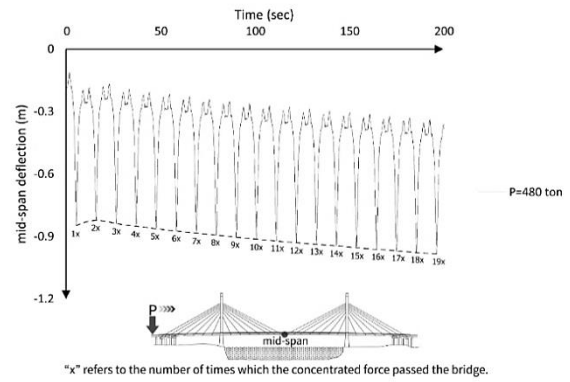 Time (sec)
0 50 100 150 200
0
-0.3
-0.6
-0.9
-1.2
mid-span deflection (m)
1x 2x 3x 4x 5x 6x 7x 8x 9x 10x 11x 12x 13x 14x 15x 16x 17x 18x 19x
P=480 ton
P
mid-span
"x" refers to the number of times which the concentrated force passed the bridge.